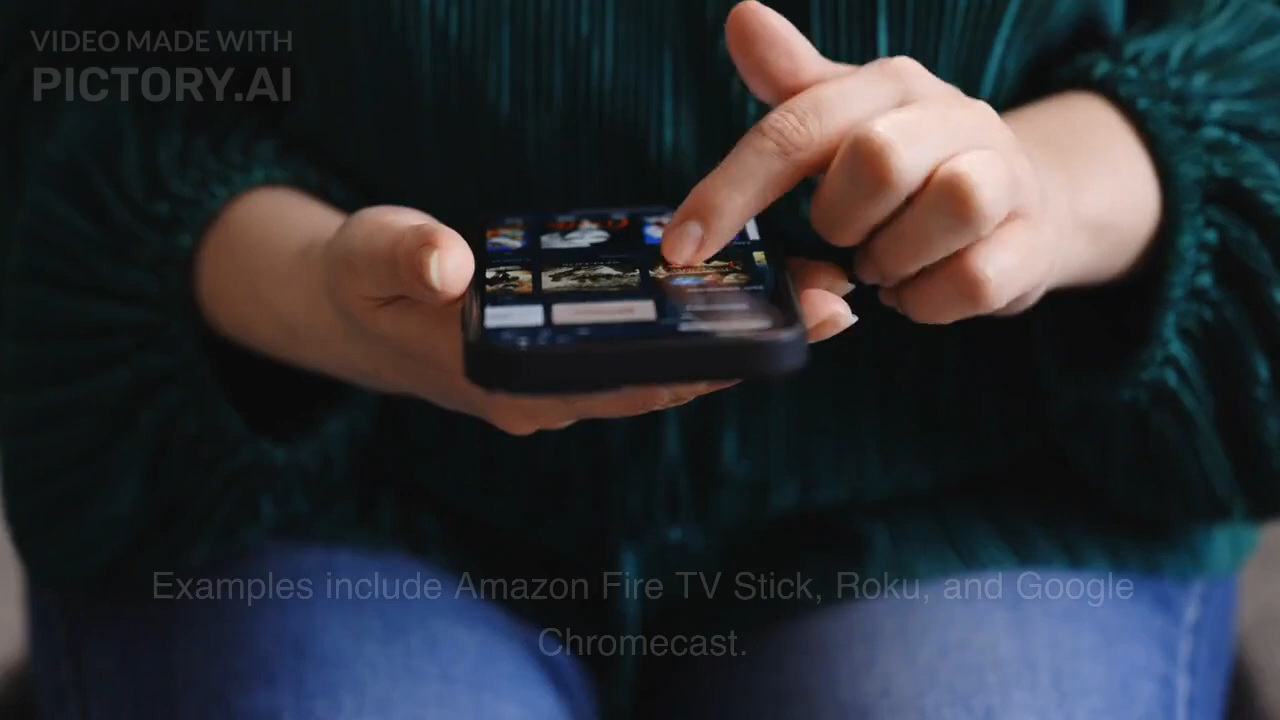 VIDEO MADE WITH
PICTORY.AI
Examples include Amazon Fire TV Stick, Roku, and Google
Chromecast.